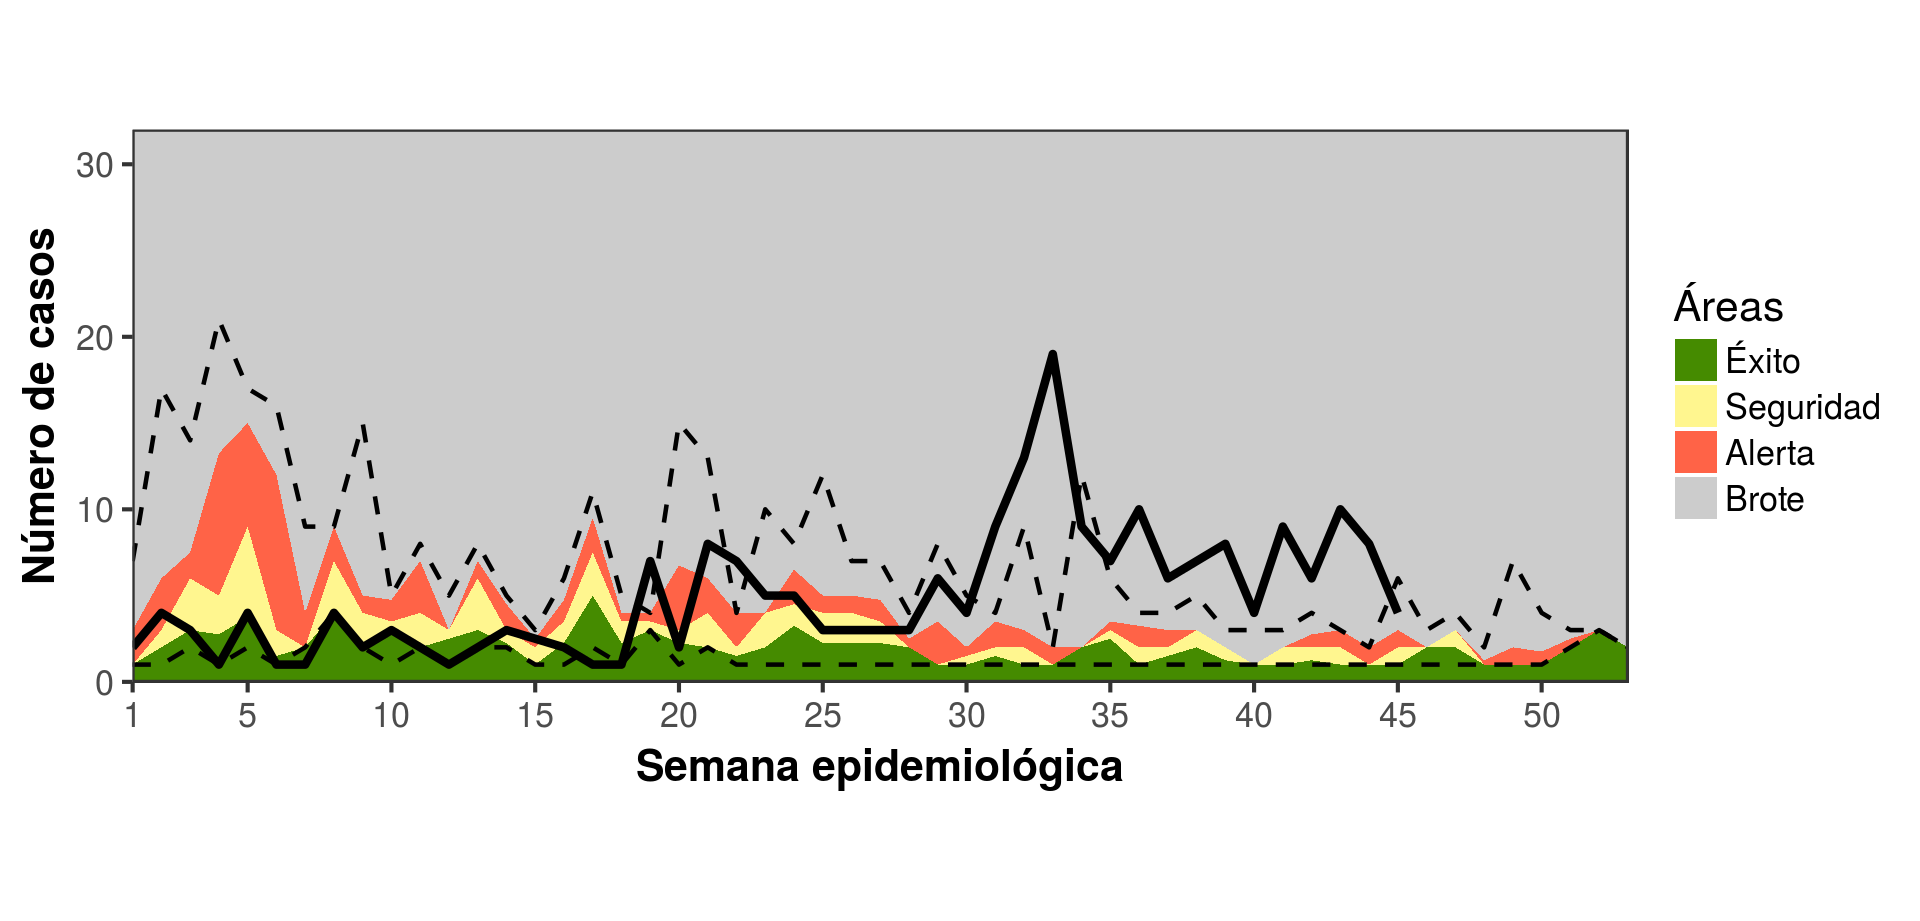 Número de casos
30
20
10
0
1 5 10 15 20 25 30 35 40 45 50
Semana epidemiológica
Áreas
Éxito
Seguridad
Alerta
Brote